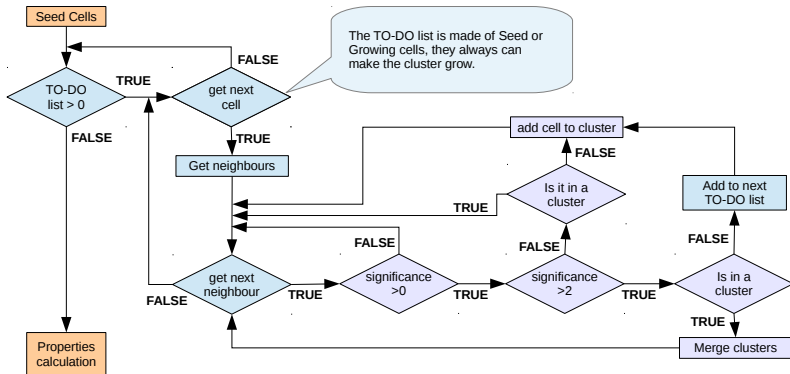 Seed Cells
The TO-DO list is made of Seed or
Growing cells, they always can
make the cluster grow.
FALSE
TRUE
TO-DO
list > 0
get next
cell
FALSE
TRUE
add cell to cluster
FALSE
Get neighbours
Is it in a
cluster
TRUE
Add to next
TO-DO list
FALSE
FALSE
FALSE
get next
neighbour
significance
>0
significance
>2
Is in a
cluster
FALSE
TRUE
TRUE
TRUE
TRUE
Properties
calculation
Merge clusters